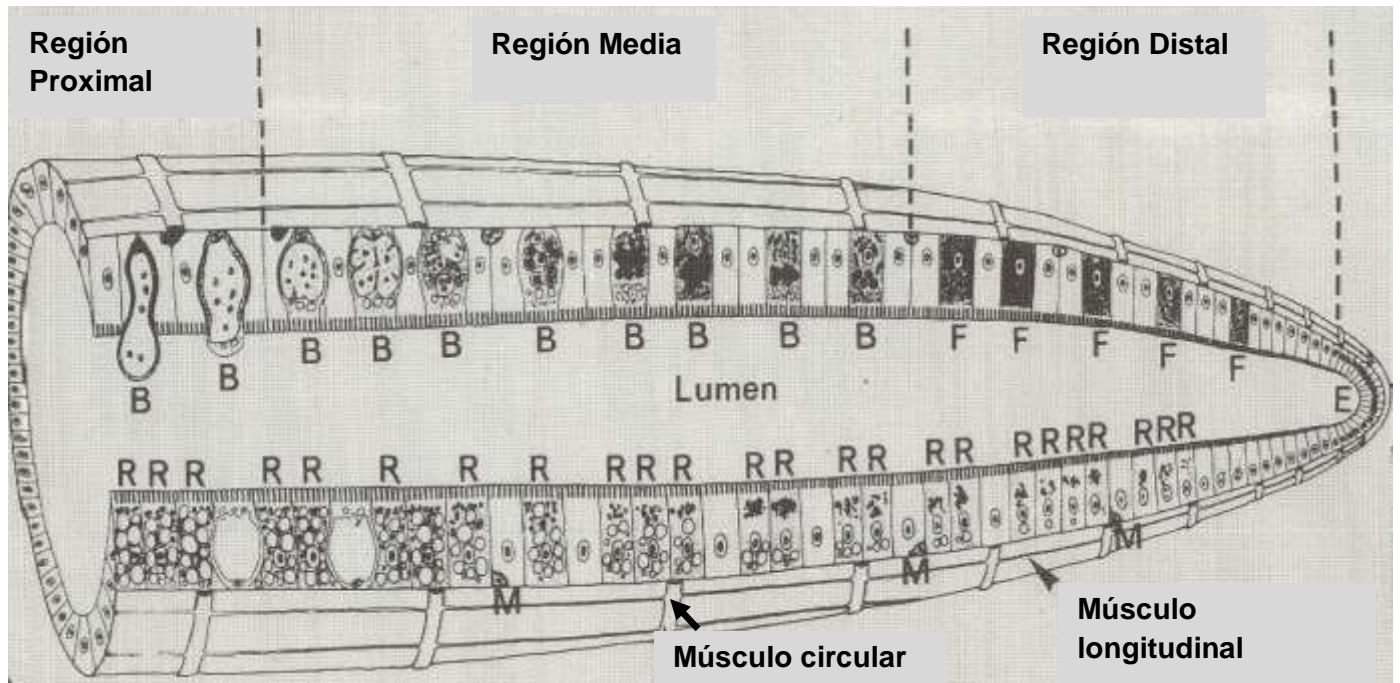 Región
Proximal
Región Media
Región Distal
B B B B B B B B B B F F F F F
Lumen
E
R R R R R R R R R R R R R R R R R R R R R R R
M M M
Músculo circular
Músculo
longitudinal